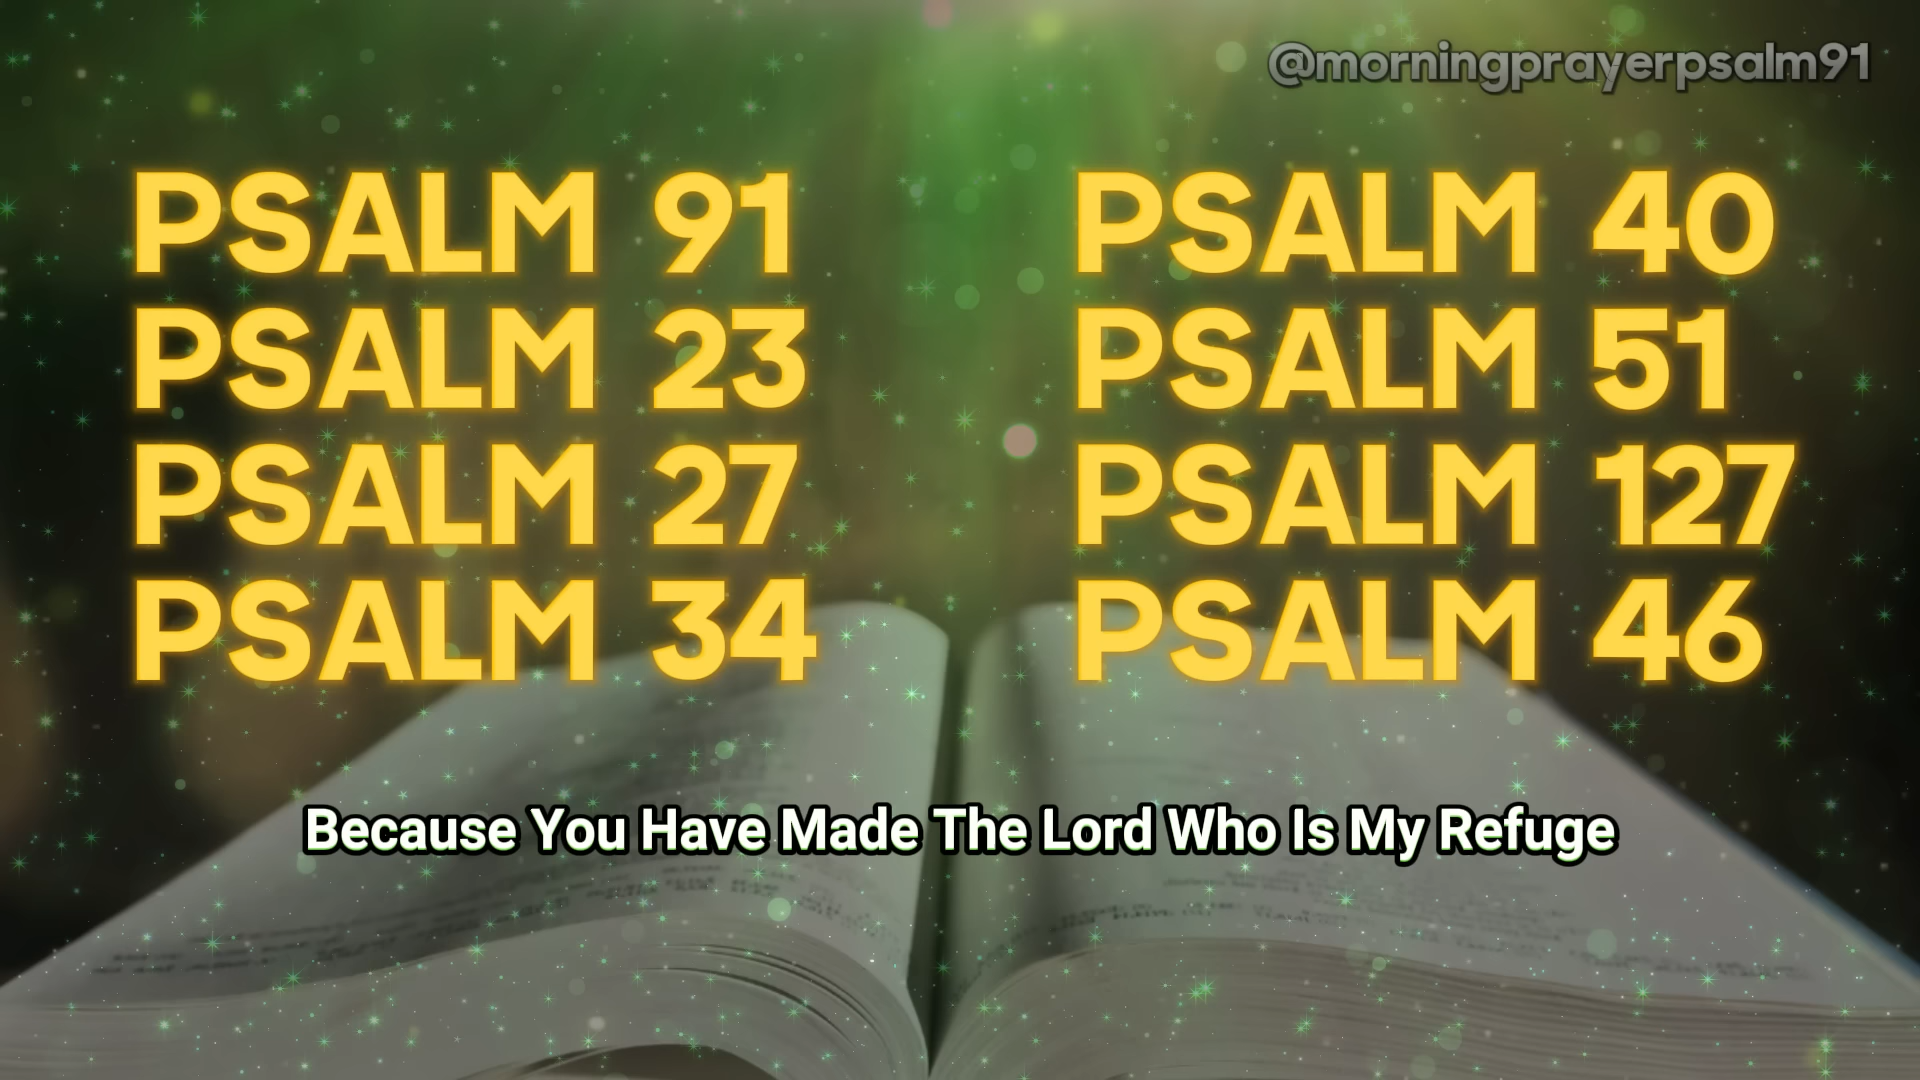 @morningprayerpsalm91
PSALM 91
PSALM 23
PSALM 27
PSALM 34
PSALM 40
PSALM 51
PSALM 127
PSALM 46
Because You Have Made The Lord Who Is My Refuge